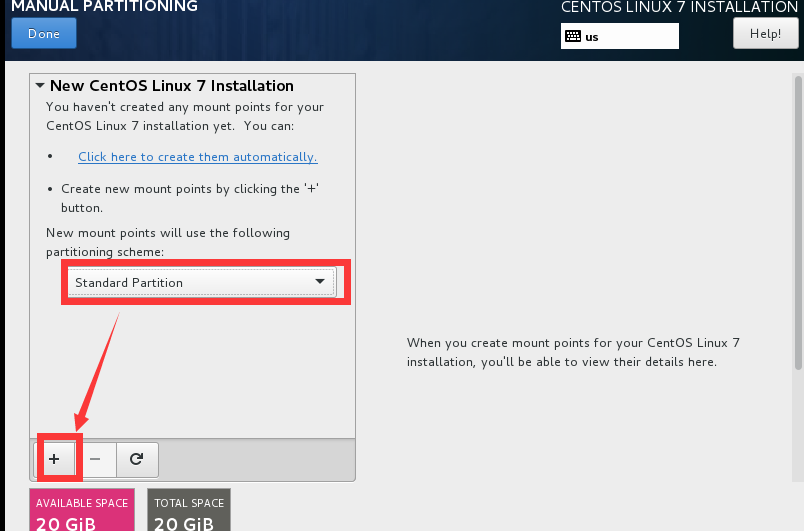 MANUAL PARTITIONING
CENTOS LINUX 7 INSTALLATION
Done
us
Help!
New CentOS Linux 7 Installation
You haven't created any mount points for your
CentOS Linux 7 installation yet. You can:
• Click here to create them automatically.
• Create new mount points by clicking the '+'
button.
New mount points will use the following
partitioning scheme:
Standard Partition
When you create mount points for your CentOS Linux 7
installation, you'll be able to view their details here.
+ −
AVAILABLE SPACE
20 GiB
TOTAL SPACE
20 GiB